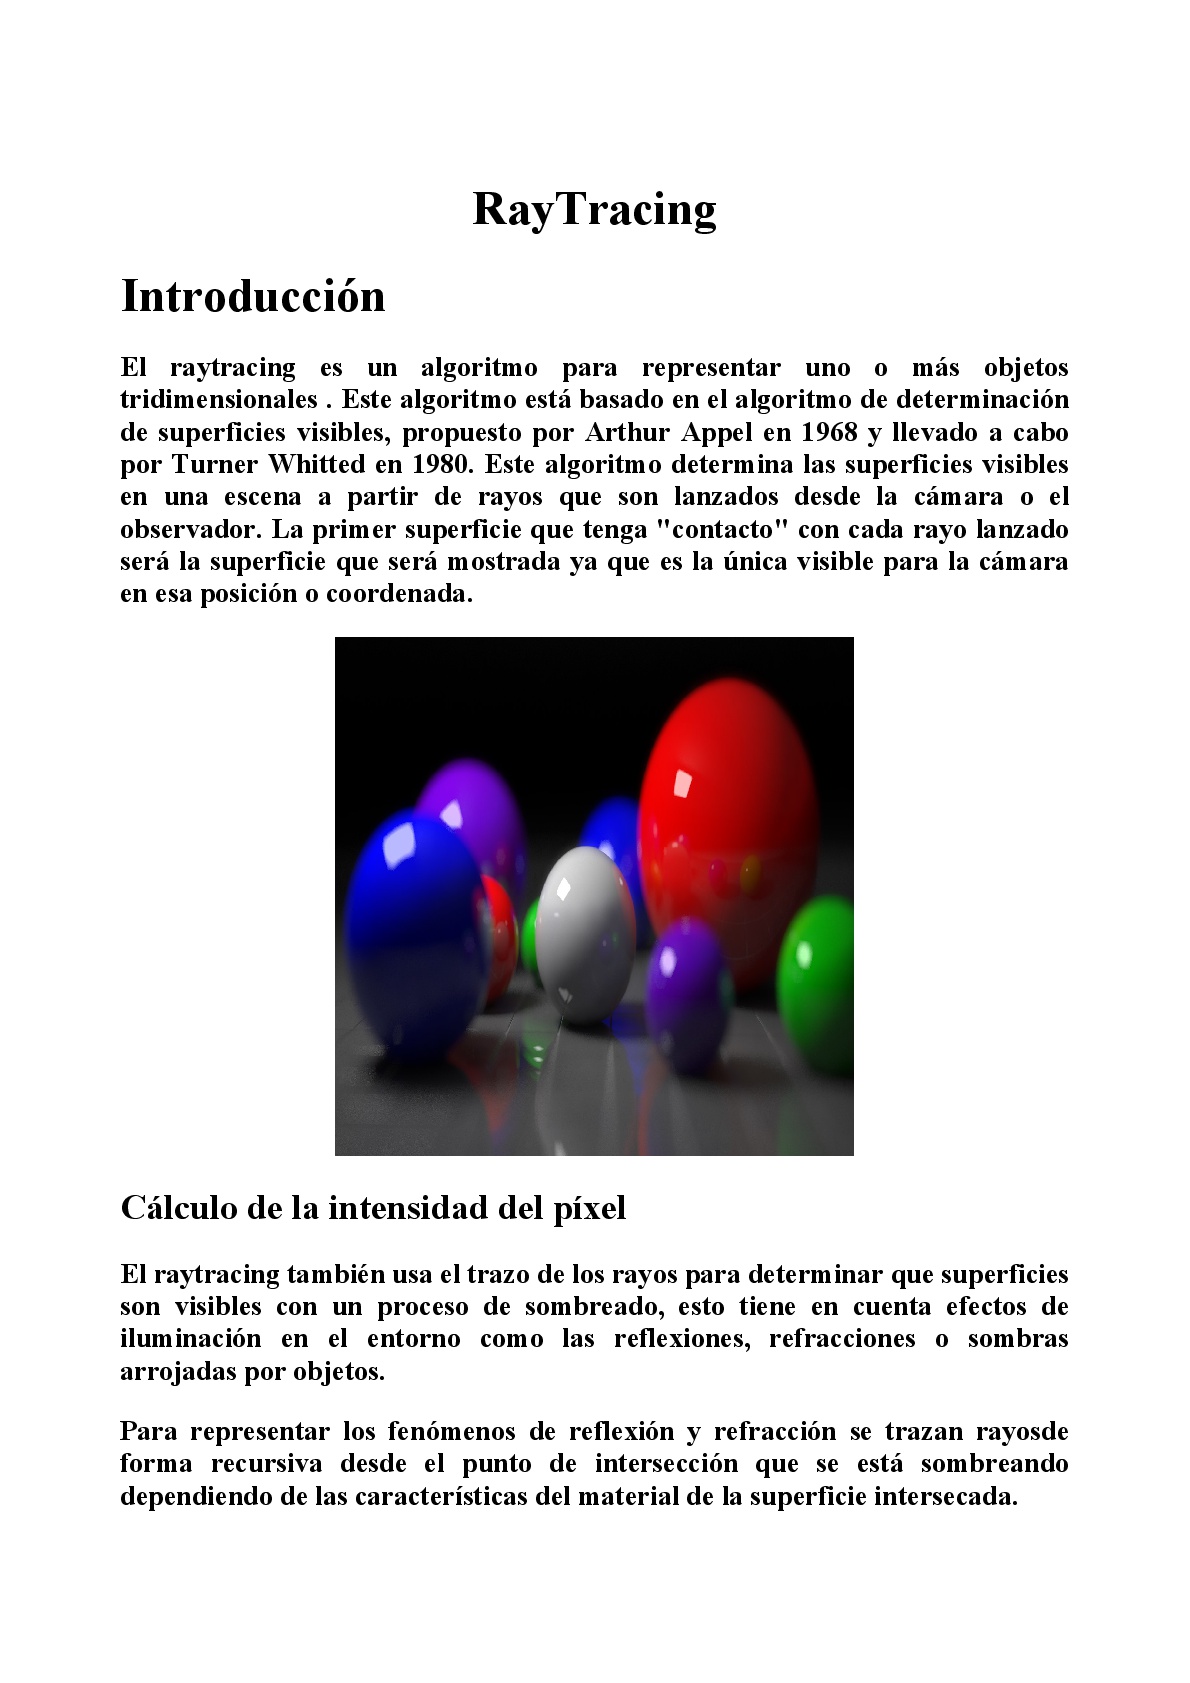 RayTracing
Introducción
El raytracing es un algoritmo para representar uno o más objetos
tridimensionales . Este algoritmo está basado en el algoritmo de determinación
de superficies visibles, propuesto por Arthur Appel en 1968 y llevado a cabo
por Turner Whitted en 1980. Este algoritmo determina las superficies visibles
en una escena a partir de rayos que son lanzados desde la cámara o el
observador. La primer superficie que tenga "contacto" con cada rayo lanzado
será la superficie que será mostrada ya que es la única visible para la cámara
en esa posición o coordenada.
Cálculo de la intensidad del píxel
El raytracing también usa el trazo de los rayos para determinar que superficies
son visibles con un proceso de sombreado, esto tiene en cuenta efectos de
iluminación en el entorno como las reflexiones, refracciones o sombras
arrojadas por objetos.
Para representar los fenómenos de reflexión y refracción se trazan rayosde
forma recursiva desde el punto de intersección que se está sombreando
dependiendo de las características del material de la superficie intersecada.